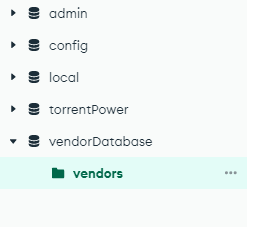 admin
config
local
torrentPower
vendorDatabase
vendors